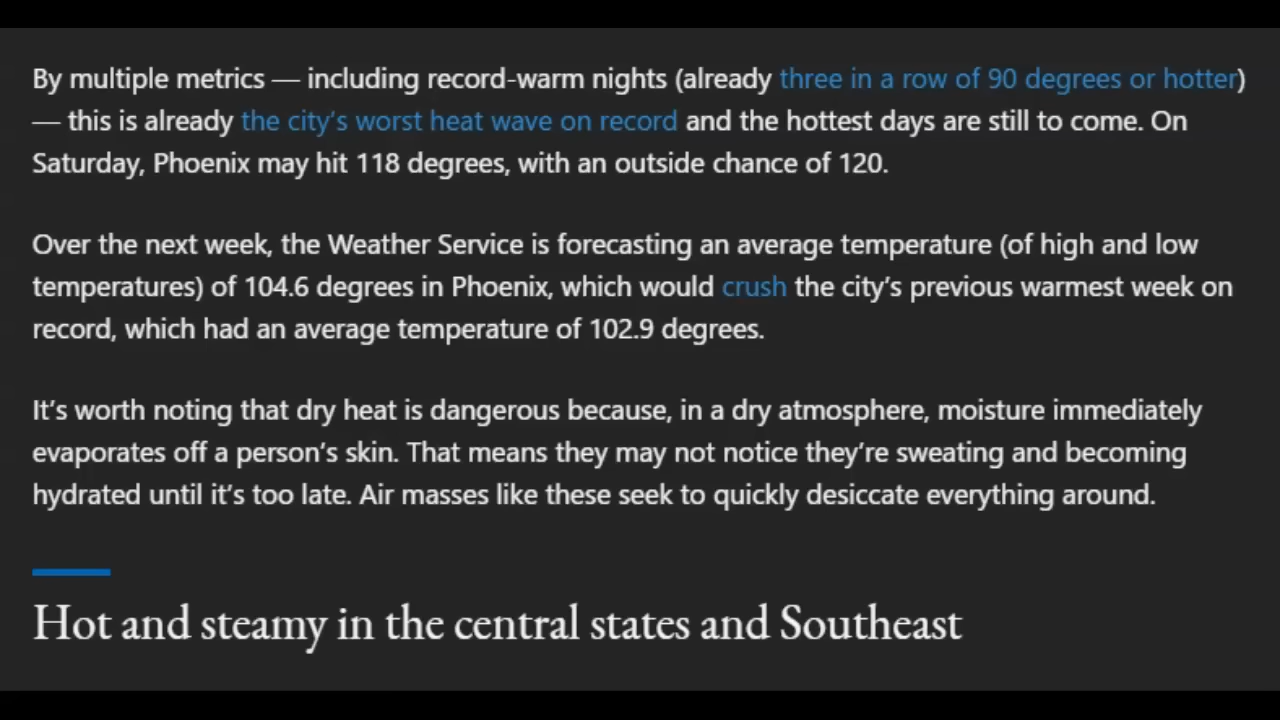 By multiple metrics — including record-warm nights (already three in a row of 90 degrees or hotter)
— this is already the city's worst heat wave on record and the hottest days are still to come. On
Saturday, Phoenix may hit 118 degrees, with an outside chance of 120.
Over the next week, the Weather Service is forecasting an average temperature (of high and low
temperatures) of 104.6 degrees in Phoenix, which would crush the city's previous warmest week on
record, which had an average temperature of 102.9 degrees.
It's worth noting that dry heat is dangerous because, in a dry atmosphere, moisture immediately
evaporates off a person's skin. That means they may not notice they're sweating and becoming
hydrated until it's too late. Air masses like these seek to quickly desiccate everything around.
Hot and steamy in the central states and Southeast